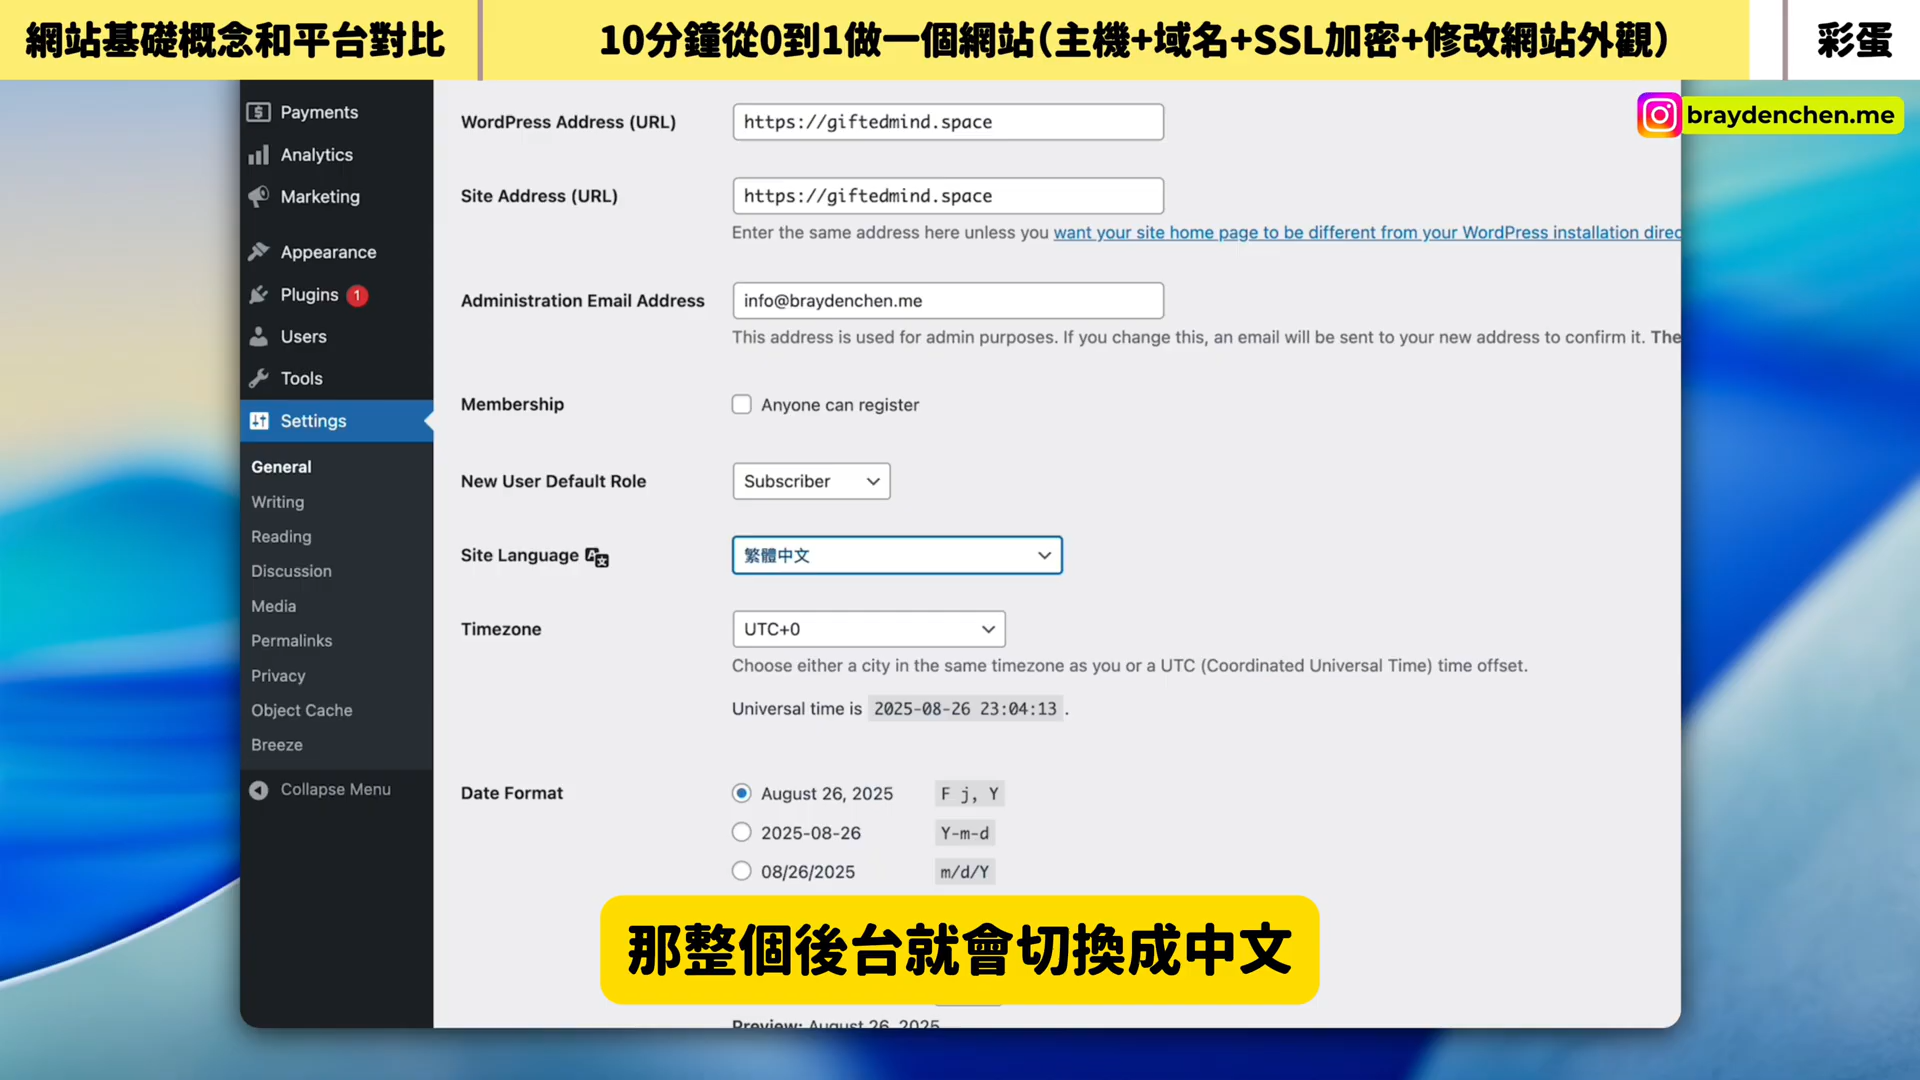 網站基礎概念和平台對比
10分鐘從0到1做一個網站(主機+域名+SSL加密+修改網站外觀)
彩蛋
braydenchen.me
Payments
Analytics
Marketing
Appearance
Plugins 1
Users
Tools
Settings
General
Writing
Reading
Discussion
Media
Permalinks
Privacy
Object Cache
Breeze
Collapse Menu
WordPress Address (URL)
https://giftedmind.space
Site Address (URL)
https://giftedmind.space
Enter the same address here unless you want your site home page to be different from your WordPress installation direc
Administration Email Address
info@braydenchen.me
This address is used for admin purposes. If you change this, an email will be sent to your new address to confirm it. The
Membership
Anyone can register
New User Default Role
Subscriber
Site Language
繁體中文
Timezone
UTC+0
Choose either a city in the same timezone as you or a UTC (Coordinated Universal Time) time offset.
Universal time is 2025-08-26 23:04:13 .
Date Format
August 26, 2025 F j, Y
2025-08-26 Y-m-d
08/26/2025 m/d/Y
那整個後台就會切換成中文
Preview: August 26, 2025